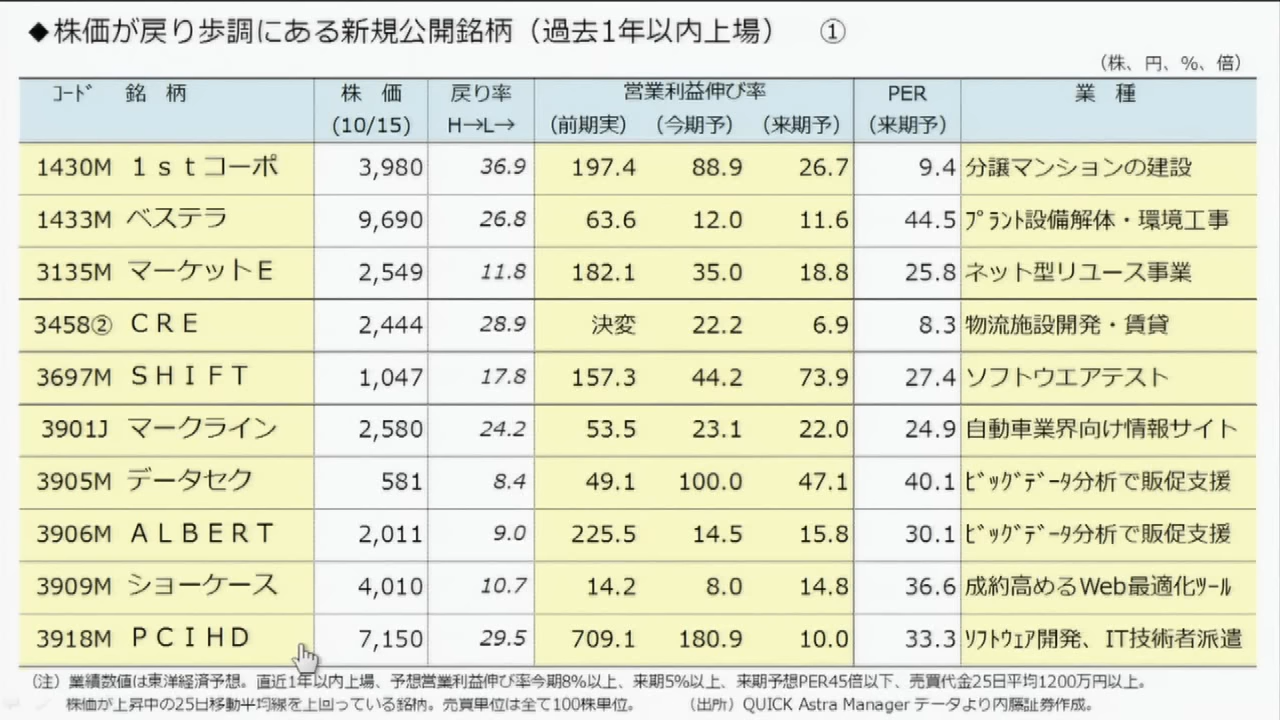 ◆株価が戻り歩調にある新規公開銘柄（過去1年以内上場） ①
（株、円、%、倍）
ｺｰﾄﾞ 銘 柄 株 価 戻り率 営業利益伸び率 PER 業 種
(10/15) H→L→ （前期実） （今期予） （来期予） （来期予）
1430M １ｓｔコーポ 3,980 36.9 197.4 88.9 26.7 9.4 分譲マンションの建設
1433M ベステラ 9,690 26.8 63.6 12.0 11.6 44.5 ﾌﾟﾗﾝﾄ設備解体・環境工事
3135M マーケットＥ 2,549 11.8 182.1 35.0 18.8 25.8 ネット型リユース事業
3458② ＣＲＥ 2,444 28.9 決変 22.2 6.9 8.3 物流施設開発・賃貸
3697M ＳＨＩＦＴ 1,047 17.8 157.3 44.2 73.9 27.4 ソフトウエアテスト
3901J マークライン 2,580 24.2 53.5 23.1 22.0 24.9 自動車業界向け情報サイト
3905M データセク 581 8.4 49.1 100.0 47.1 40.1 ﾋﾞｯｸﾞﾃﾞｰﾀ分析で販促支援
3906M ＡＬＢＥＲＴ 2,011 9.0 225.5 14.5 15.8 30.1 ﾋﾞｯｸﾞﾃﾞｰﾀ分析で販促支援
3909M ショーケース 4,010 10.7 14.2 8.0 14.8 36.6 成約高めるWeb最適化ﾂｰﾙ
3918M ＰＣＩＨＤ 7,150 29.5 709.1 180.9 10.0 33.3 ｿﾌﾄｳｪｱ開発、IT技術者派遣
（注）業績数値は東洋経済予想。直近1年以内上場、予想営業利益伸び率今期8%以上、来期5%以上、来期予想PER45倍以下、売買代金25日平均1200万円以上。
株価が上昇中の25日移動平均線を上回っている銘柄。売買単位は全て100株単位。 （出所）QUICK Astra Manager データより内藤証券作成。